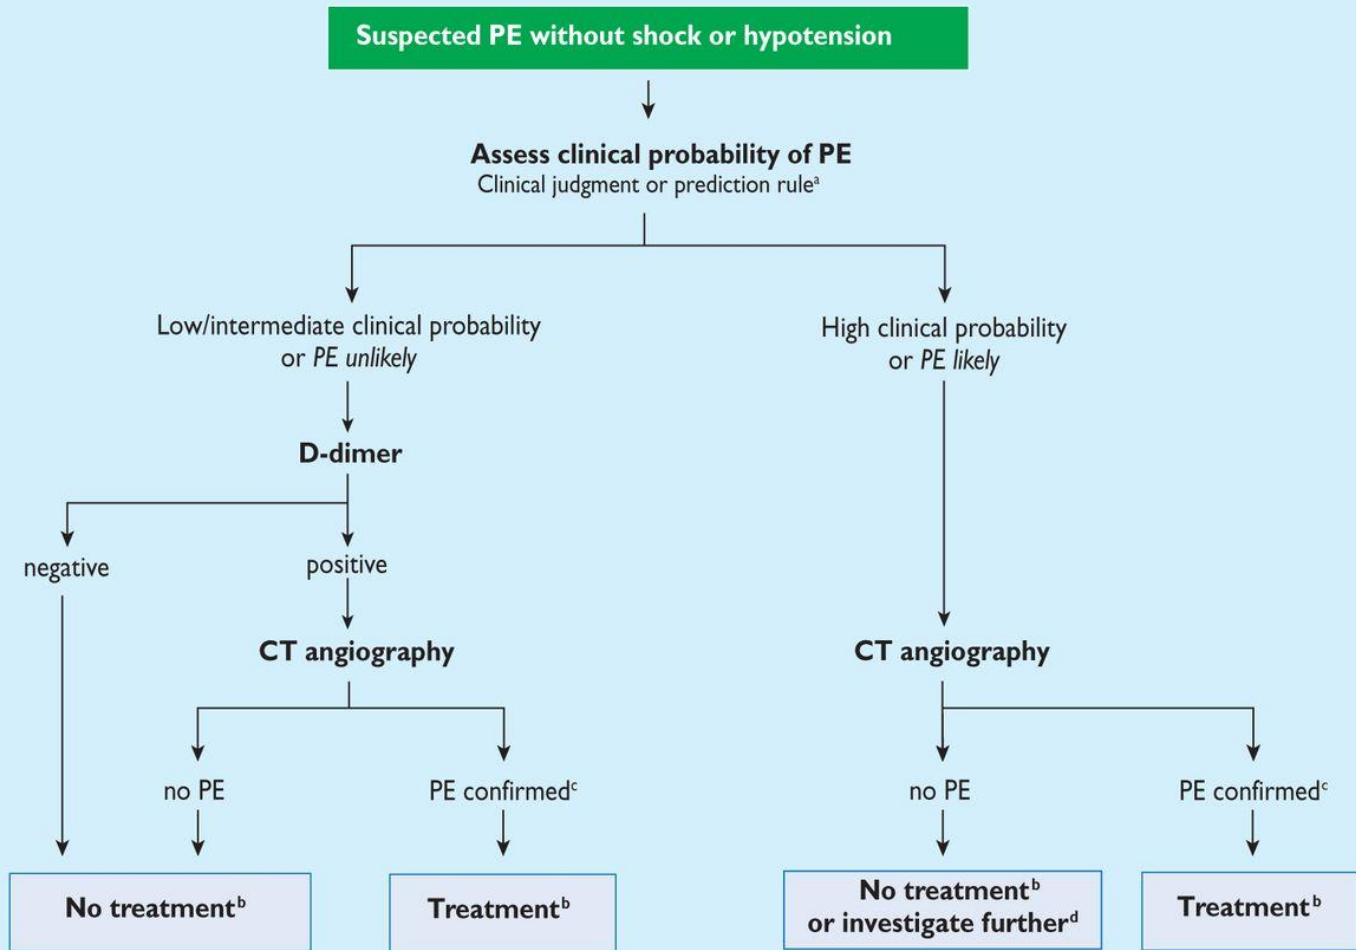 Suspected PE without shock or hypotension
Assess clinical probability of PE
Clinical judgment or prediction ruleᵃ
Low/intermediate clinical probability
or PE unlikely
High clinical probability
or PE likely
D-dimer
negative
positive
CT angiography
CT angiography
no PE
PE confirmedᶜ
no PE
PE confirmedᶜ
No treatmentᵇ
Treatmentᵇ
No treatmentᵇ
or investigate furtherᵈ
Treatmentᵇ